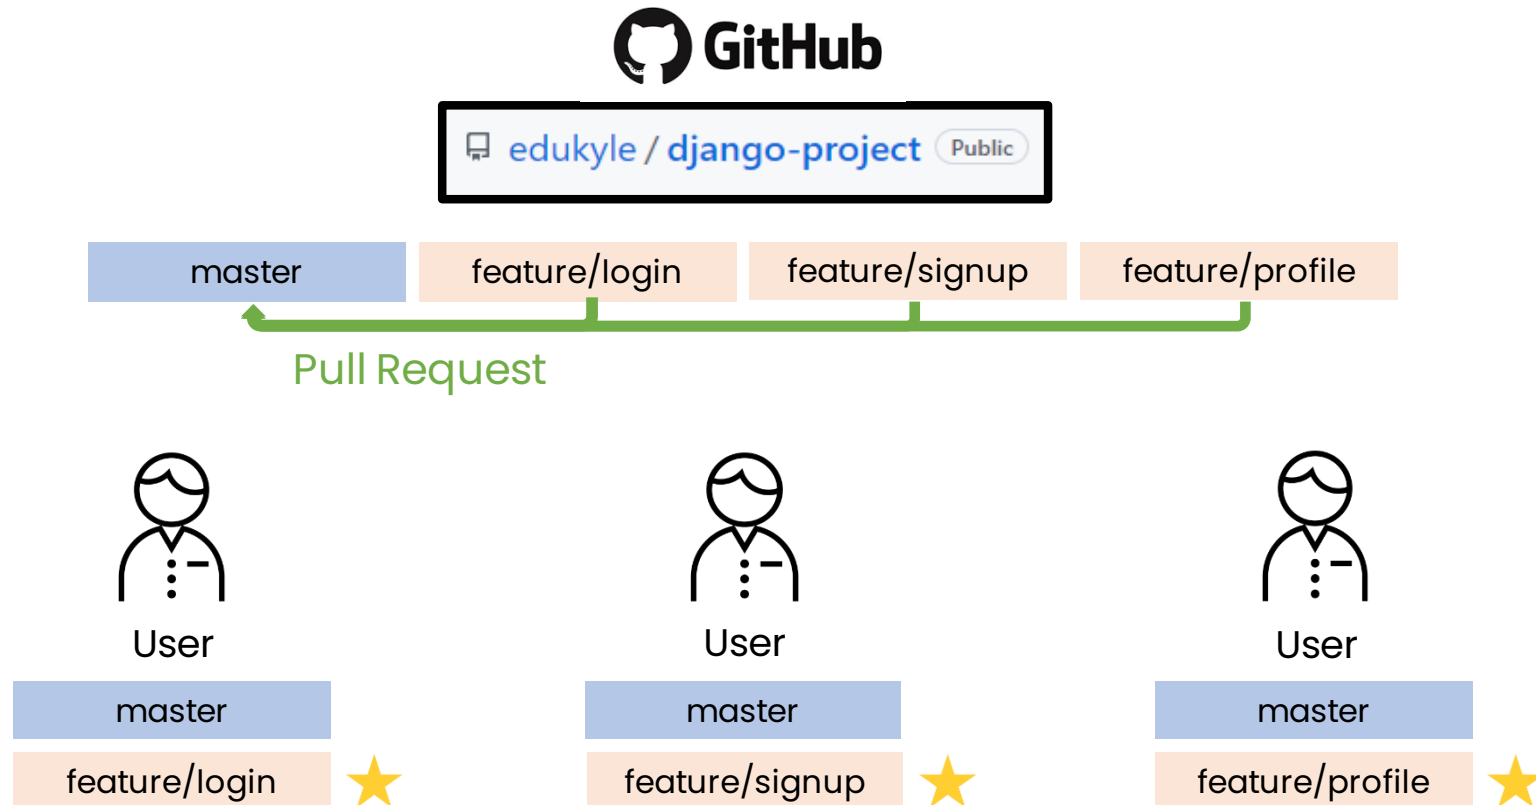 GitHub
edukyle / django-project Public
master feature/login feature/signup feature/profile
Pull Request
User User User
master master master
feature/login feature/signup feature/profile